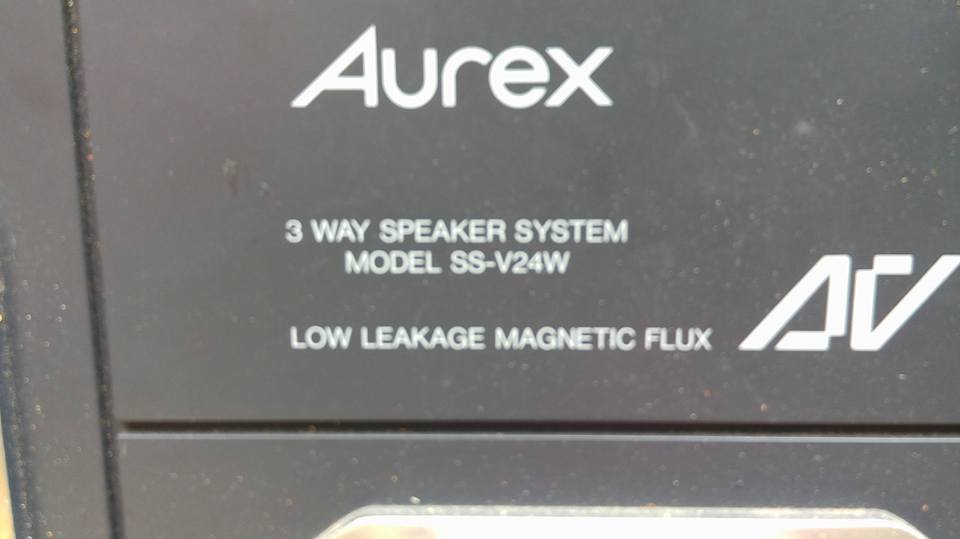 Aurex
3 WAY SPEAKER SYSTEM
MODEL SS-V24W
LOW LEAKAGE MAGNETIC FLUX
AV